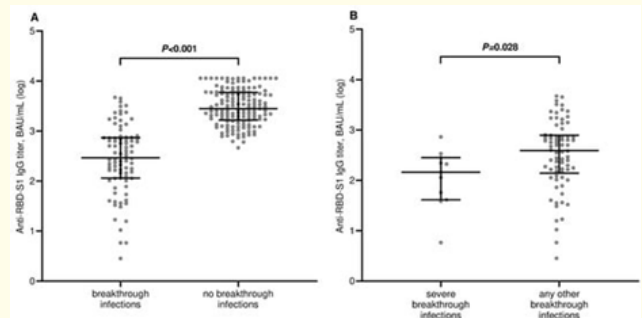 A
P<0.001
Anti-RBD-S1 IgG titer, BAU/mL (log)
5
4
3
2
1
0
breakthrough
infections
no breakthrough
infections
B
P=0.028
Anti-RBD-S1 IgG titer, BAU/mL (log)
5
4
3
2
1
0
severe
breakthrough
infections
any other
breakthrough
infections